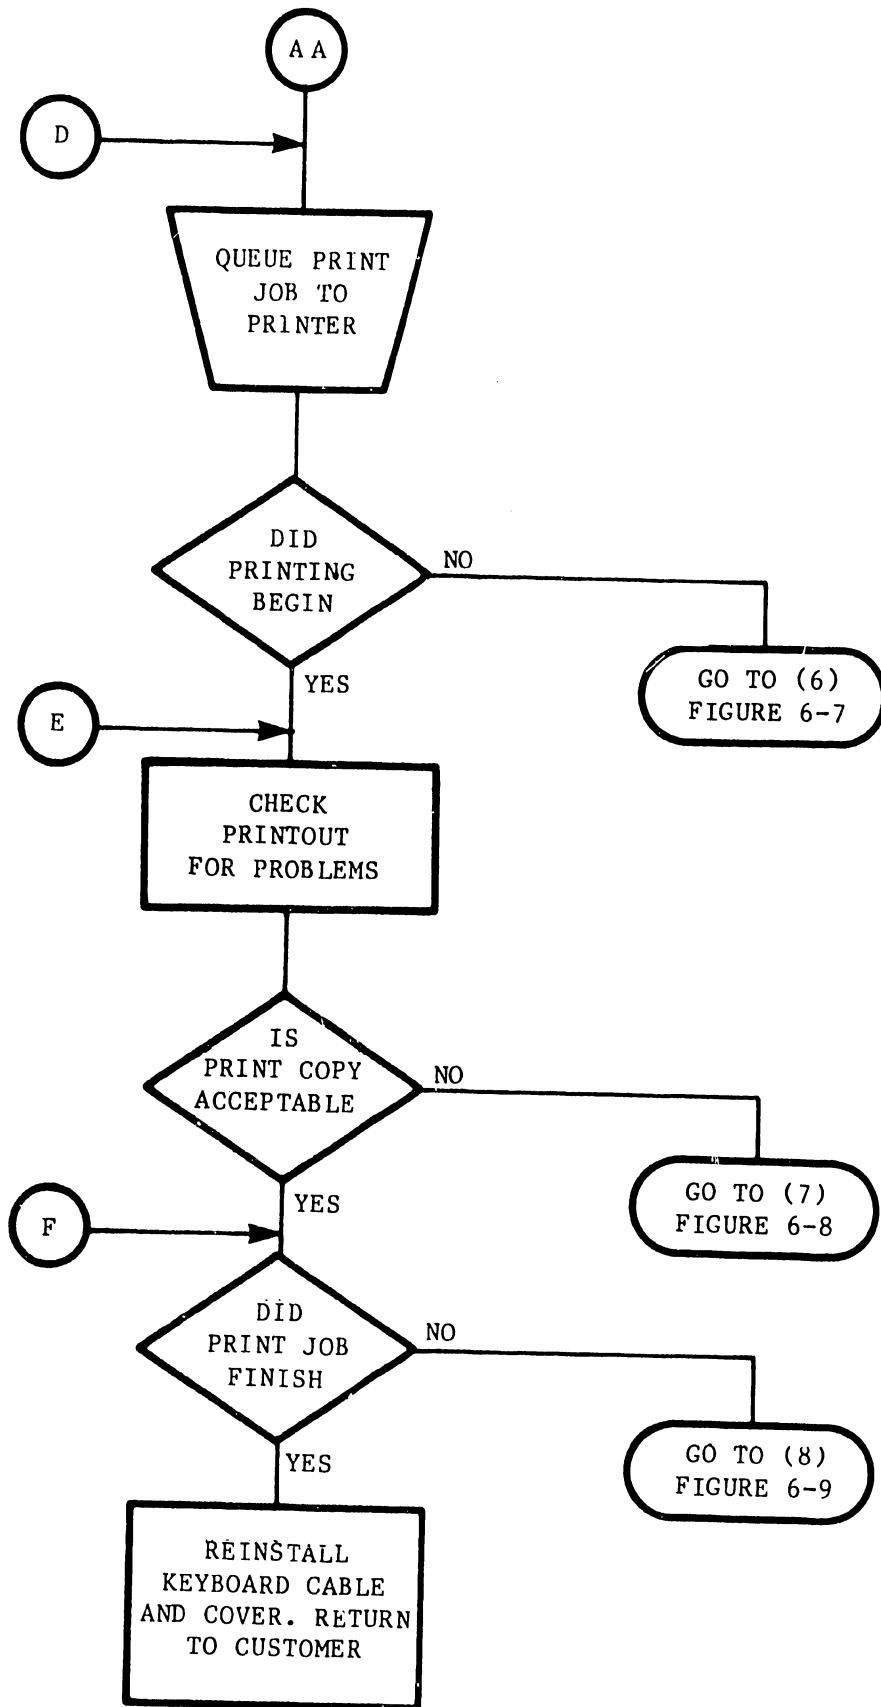 A A
D
QUEUE PRINT
JOB TO
PRINTER
DID
PRINTING
BEGIN
NO
YES
GO TO (6)
FIGURE 6-7
E
CHECK
PRINTOUT
FOR PROBLEMS
IS
PRINT COPY
ACCEPTABLE
NO
YES
GO TO (7)
FIGURE 6-8
F
DID
PRINT JOB
FINISH
NO
YES
GO TO (8)
FIGURE 6-9
REINSTALL
KEYBOARD CABLE
AND COVER. RETURN
TO CUSTOMER